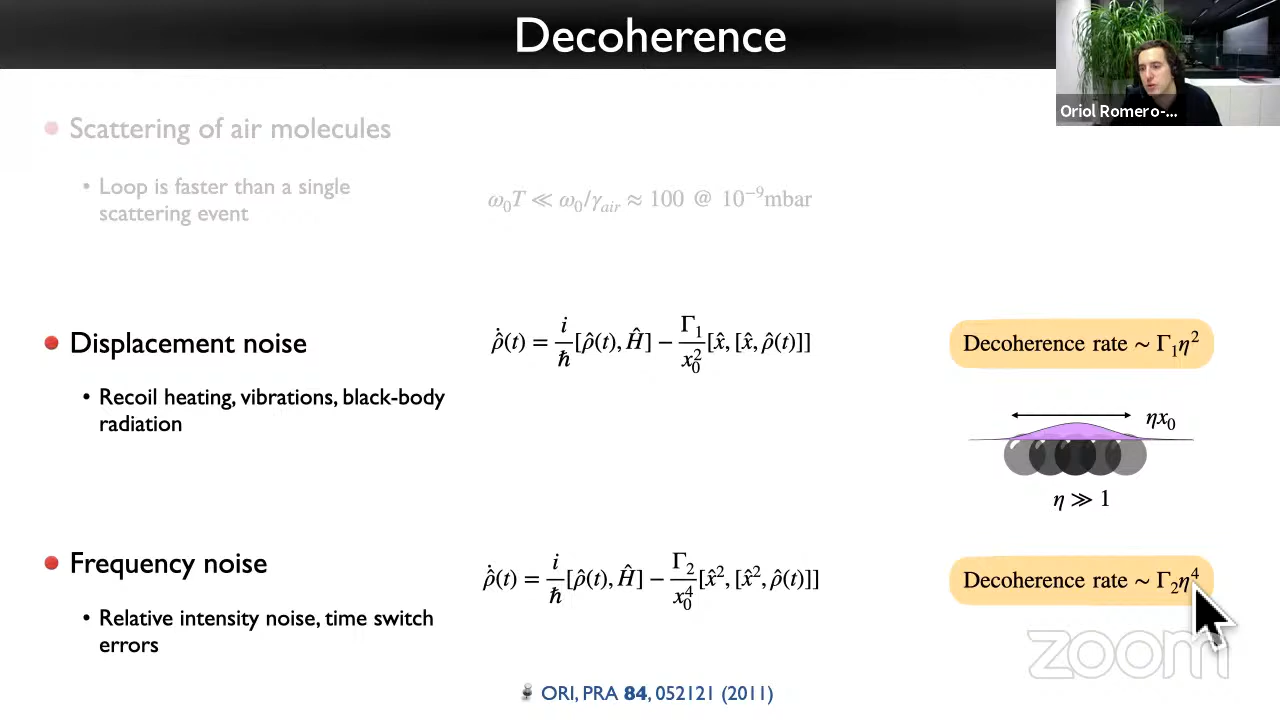 Decoherence
Oriol Romero-...
Scattering of air molecules
• Loop is faster than a single
scattering event
ω₀T ≪ ω₀/γ_air ≈ 100 @ 10⁻⁹mbar
Displacement noise
ρ̂̇(t) = i/ħ [ρ̂(t), Ĥ] − Γ₁/x₀² [x̂, [x̂, ρ̂(t)]]
Decoherence rate ~ Γ₁η²
• Recoil heating, vibrations, black-body
radiation
ηx₀
η ≫ 1
Frequency noise
ρ̂̇(t) = i/ħ [ρ̂(t), Ĥ] − Γ₂/x₀⁴ [x̂², [x̂², ρ̂(t)]]
Decoherence rate ~ Γ₂η⁴
• Relative intensity noise, time switch
errors
zoom
ORI, PRA 84, 052121 (2011)